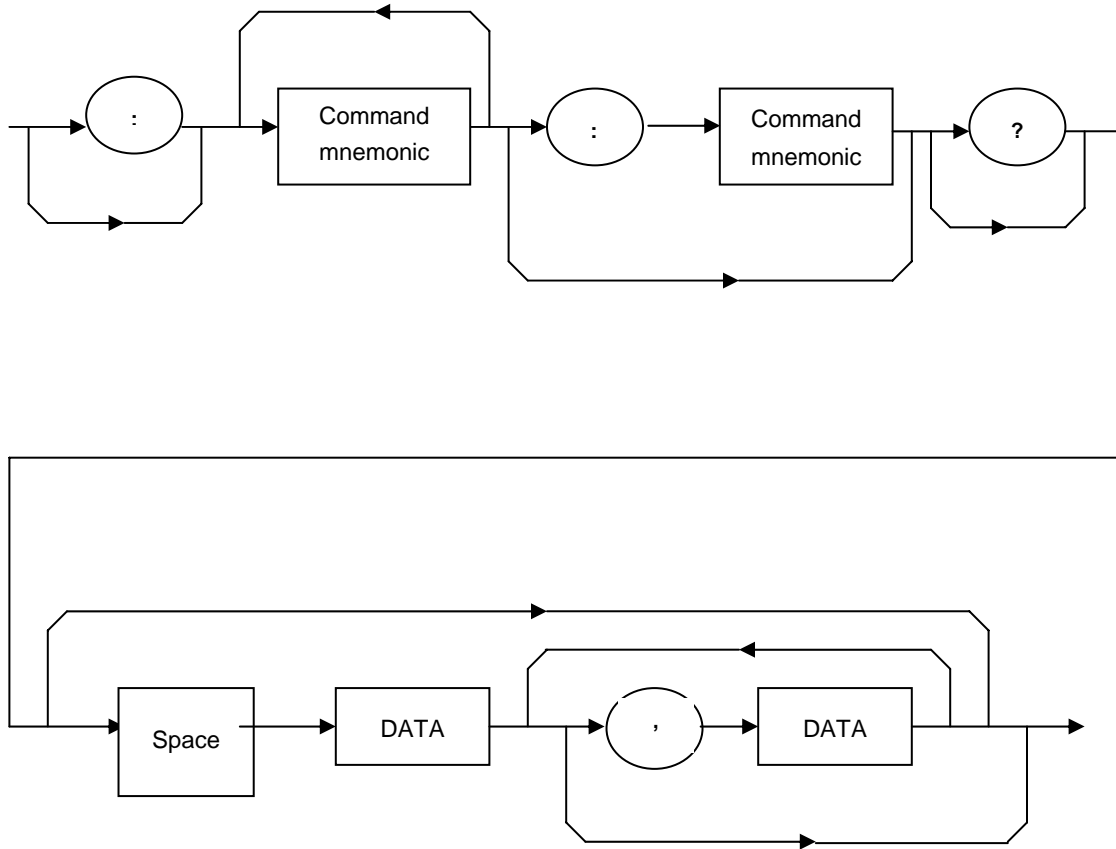 :
Command
mnemonic
:
Command
mnemonic
?
Space
DATA
,
DATA